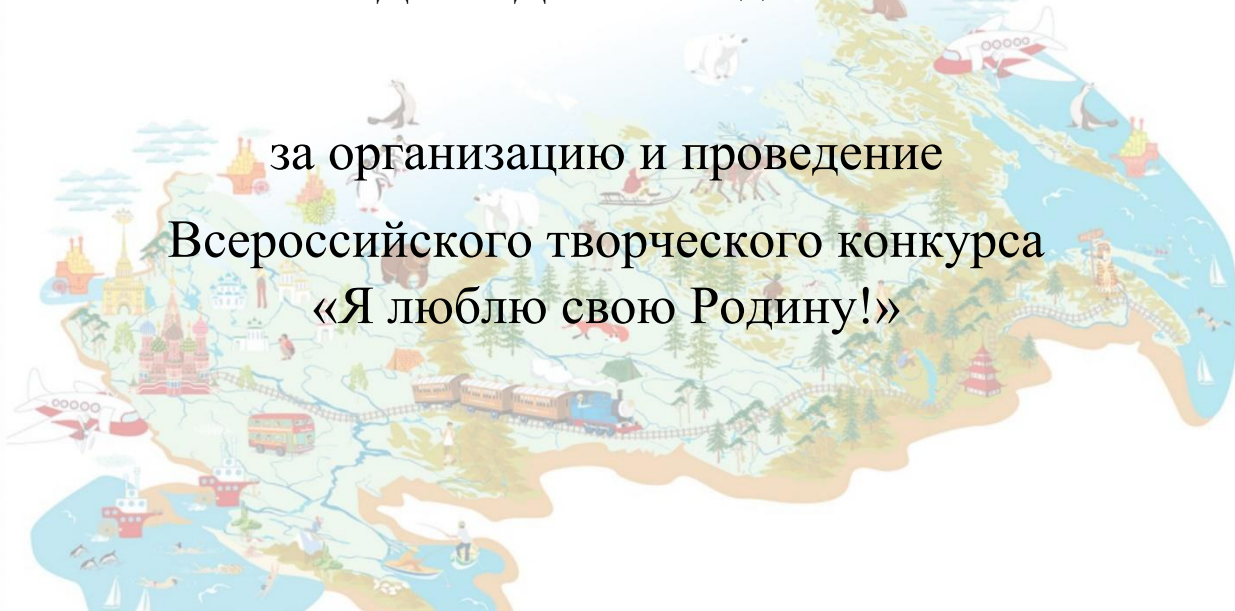 за организацию и проведение
Всероссийского творческого конкурса
«Я люблю свою Родину!»